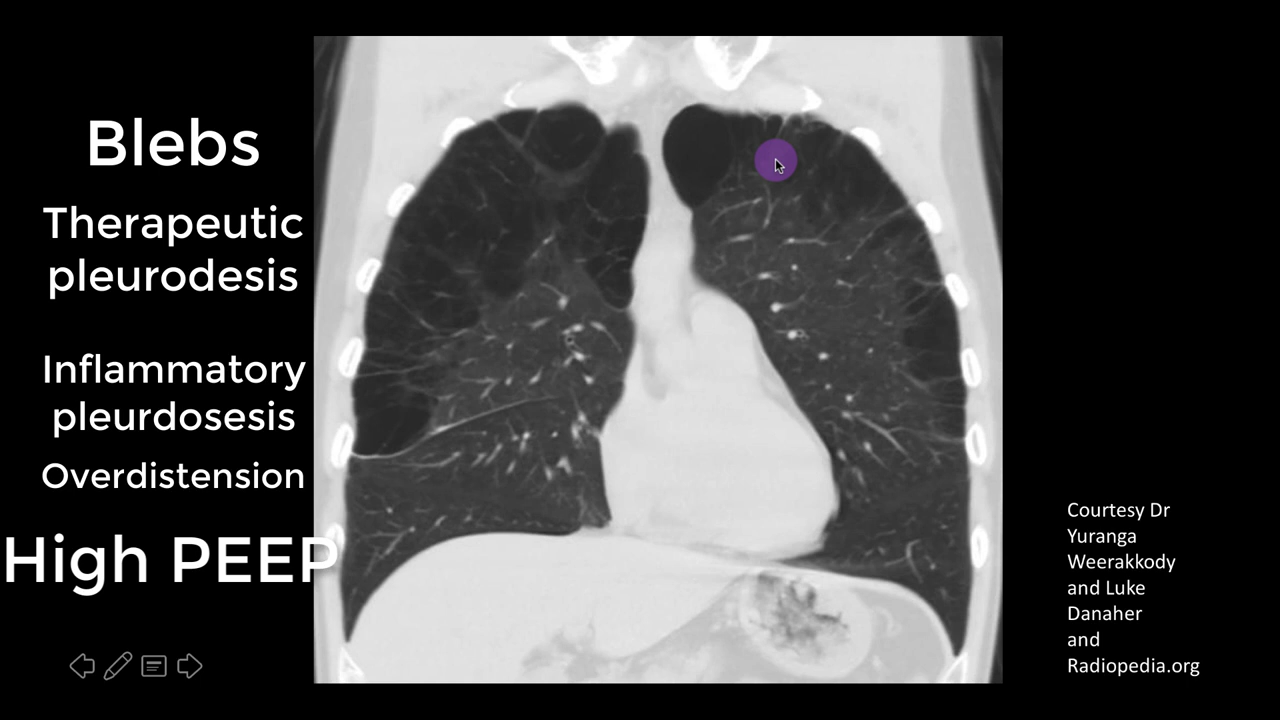 Blebs
Therapeutic
pleurodesis
Inflammatory
pleurdosesis
Overdistension
High PEEP
Courtesy Dr
Yuranga
Weerakkody
and Luke
Danaher
and
Radiopedia.org